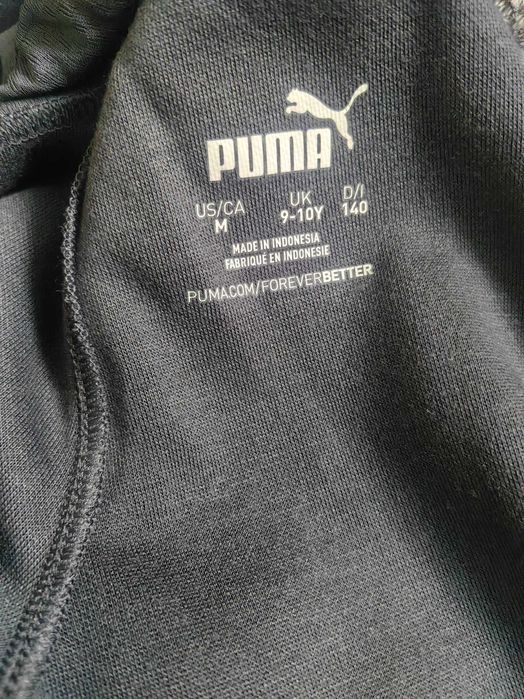 PUMA
US/CA UK D/I
M 9-10Y 140
MADE IN INDONESIA
FABRIQUÉ EN INDONESIE
PUMA.COM/FOREVERBETTER